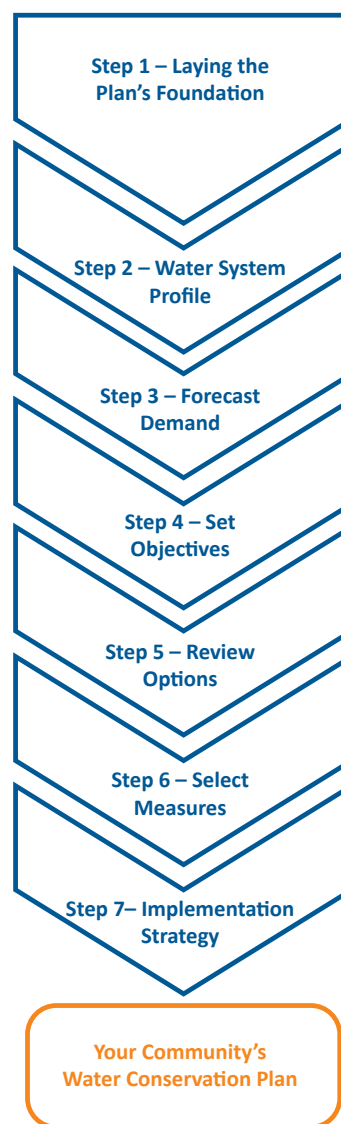 Step 1 – Laying the
Plan's Foundation
Step 2 – Water System
Profile
Step 3 – Forecast
Demand
Step 4 – Set
Objectives
Step 5 – Review
Options
Step 6 – Select
Measures
Step 7– Implementation
Strategy
Your Community's
Water Conservation Plan